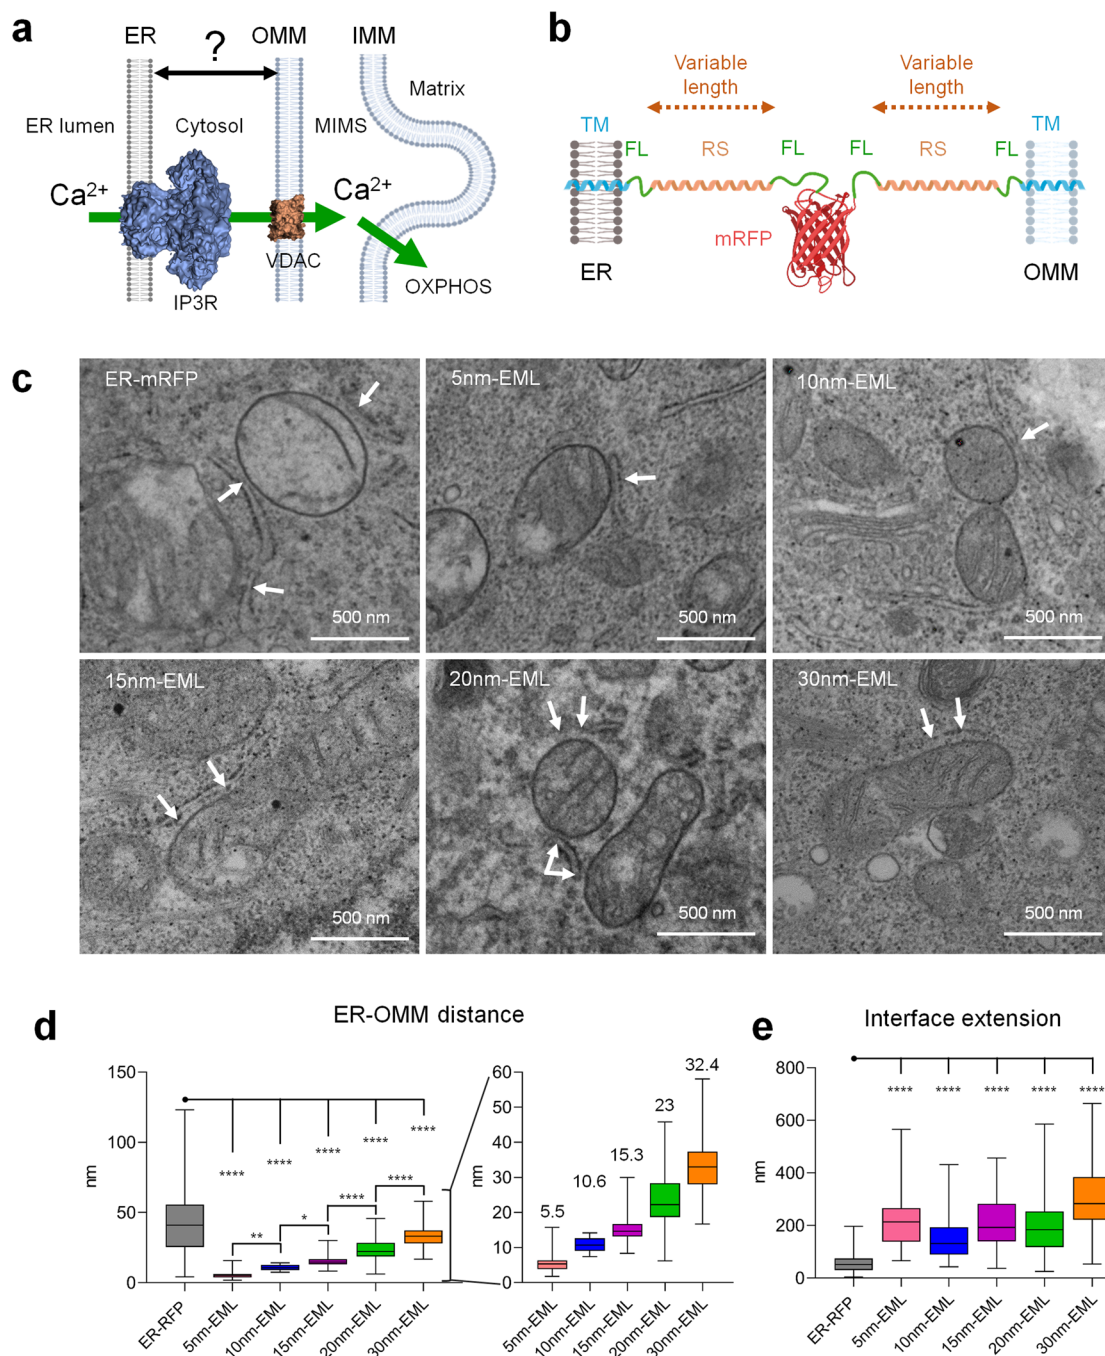 a
ER
?
OMM
IMM
Matrix
ER lumen
Cytosol
MIMS
Ca2+
Ca2+
VDAC
OXPHOS
IP3R
b
Variable
length
Variable
length
TM
TM
FL
RS
FL
FL
RS
FL
mRFP
ER
OMM
c
ER-mRFP
500 nm
5nm-EML
500 nm
10nm-EML
500 nm
15nm-EML
500 nm
20nm-EML
500 nm
30nm-EML
500 nm
d
ER-OMM distance
150
100
50
0
nm
****
****
****
****
****
**
*
****
****
ER-RFP
5nm-EML
10nm-EML
15nm-EML
20nm-EML
30nm-EML
60
50
40
30
20
10
0
nm
5.5
10.6
15.3
23
32.4
5nm-EML
10nm-EML
15nm-EML
20nm-EML
30nm-EML
e
Interface extension
800
600
400
200
0
nm
****
****
****
****
****
ER-RFP
5nm-EML
10nm-EML
15nm-EML
20nm-EML
30nm-EML